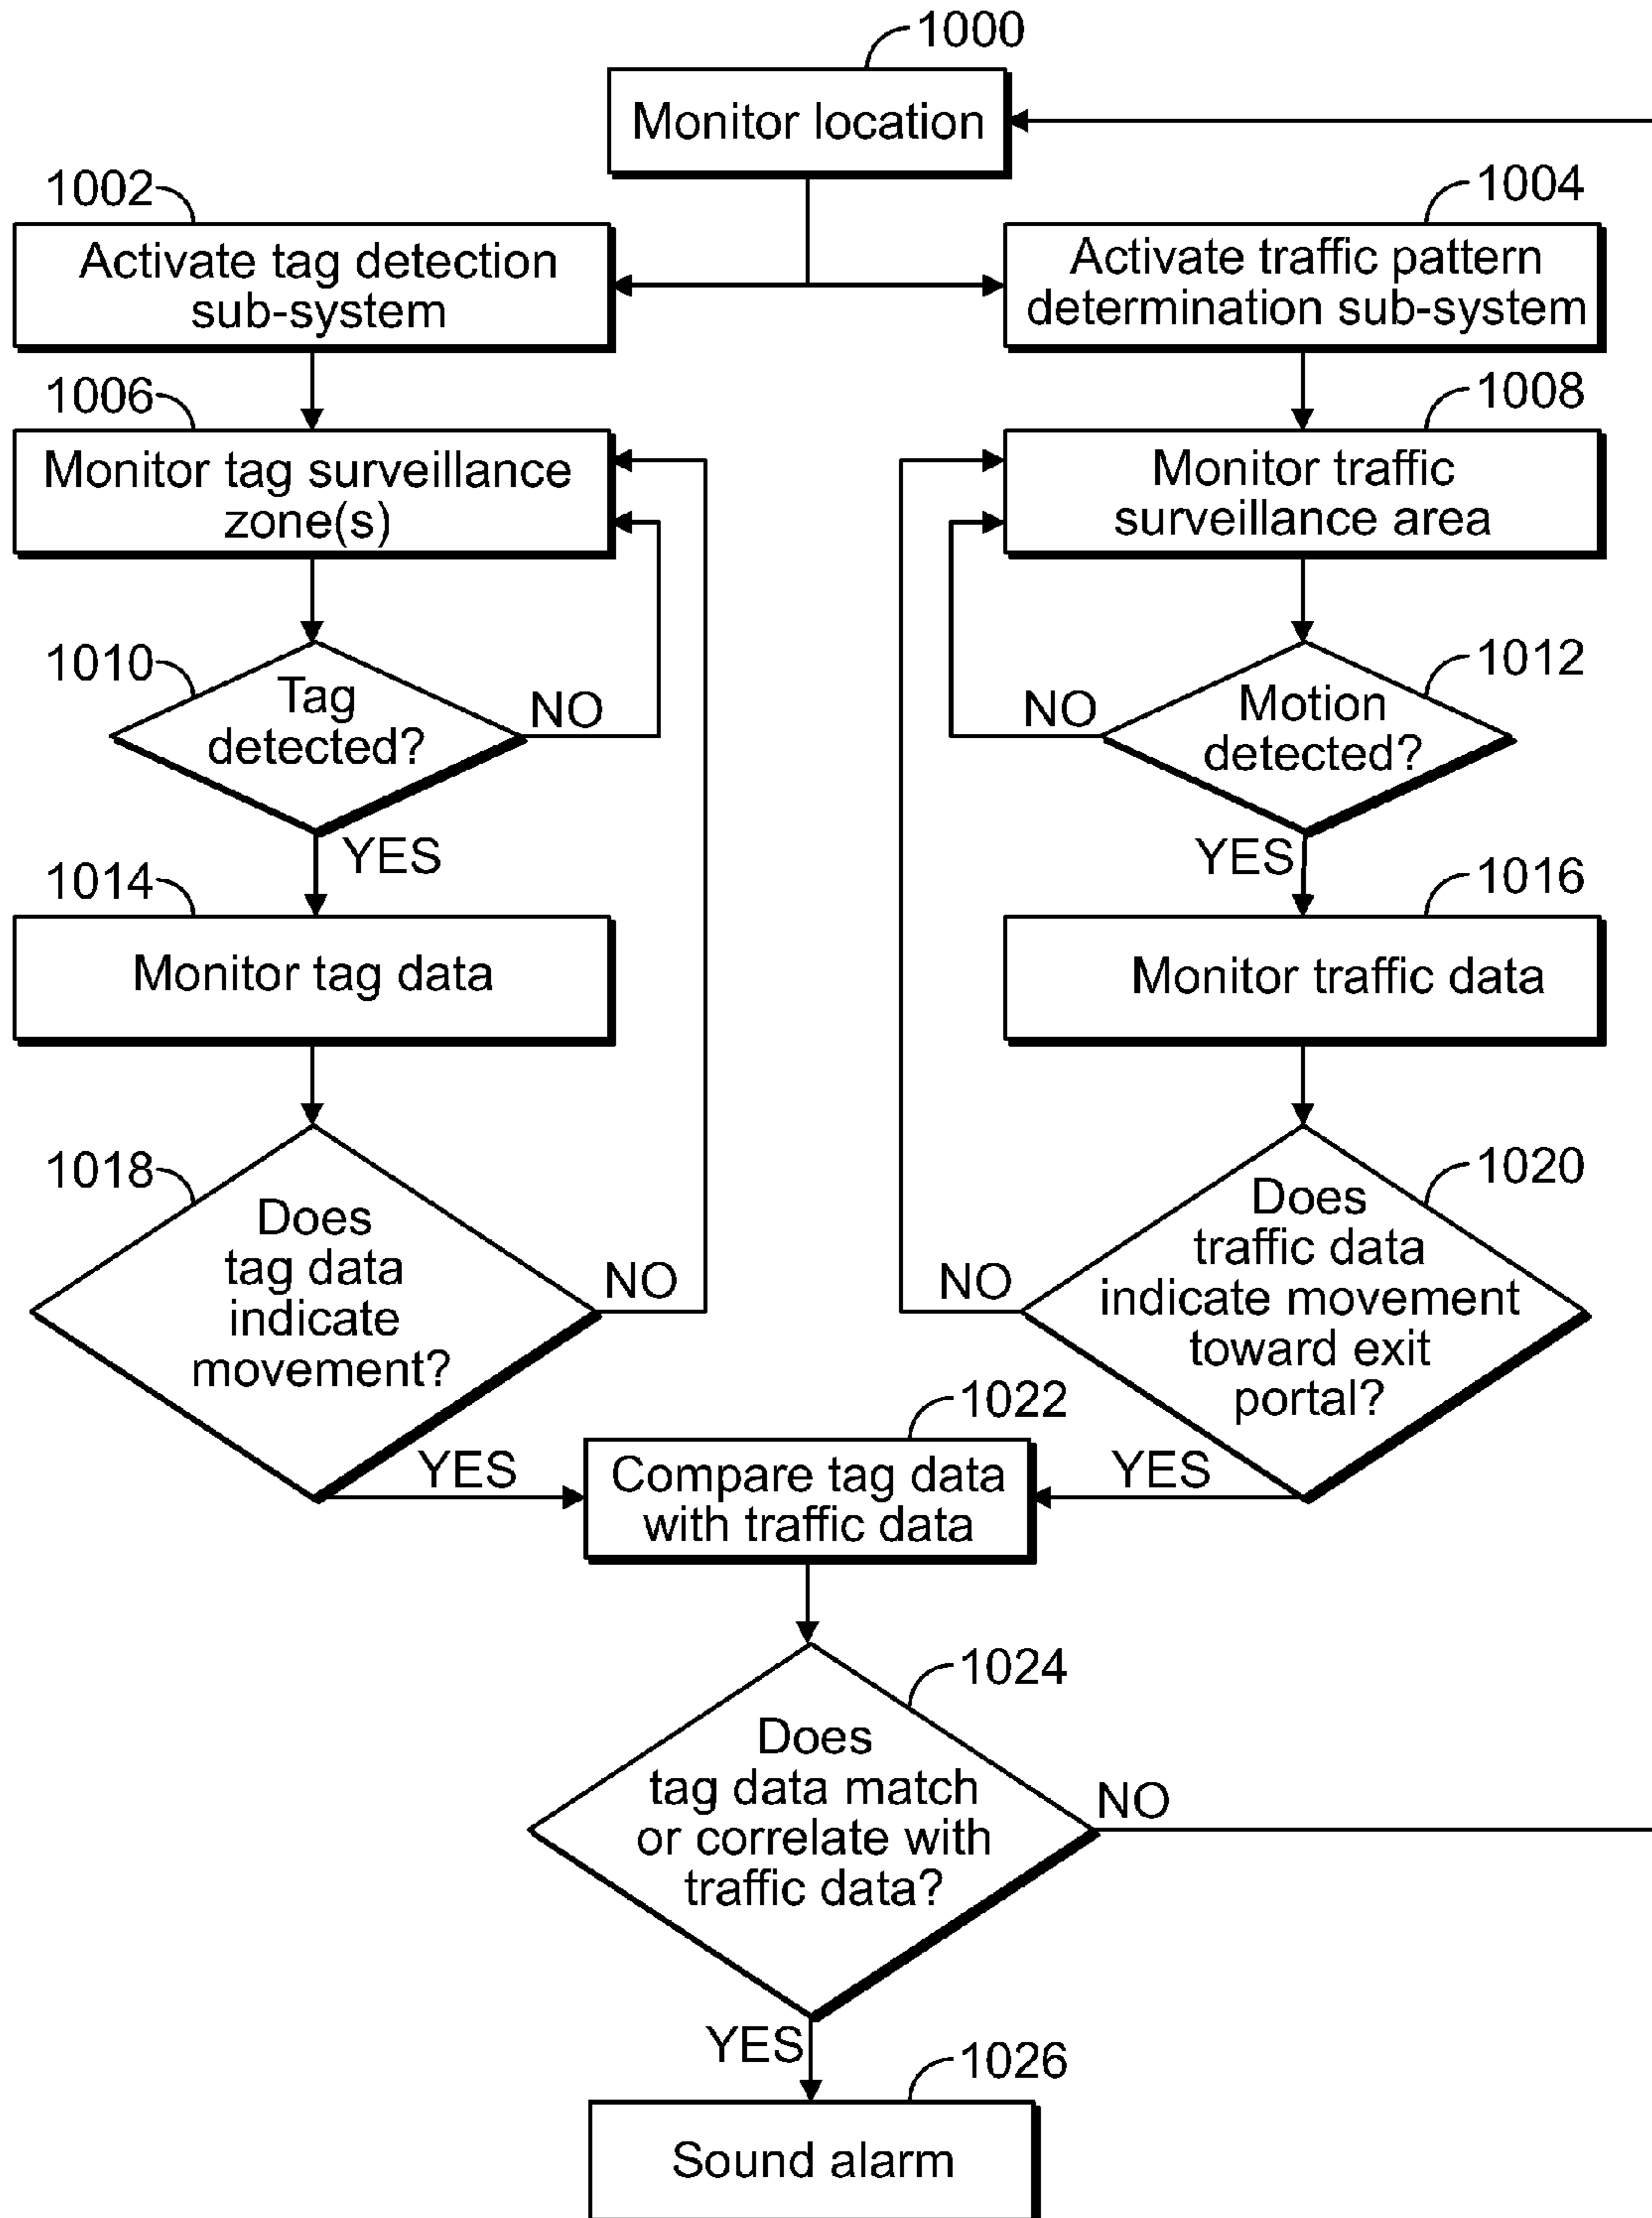 1000
Monitor location
1002
Activate tag detection
sub-system
1004
Activate traffic pattern
determination sub-system
1006
Monitor tag surveillance
zone(s)
1008
Monitor traffic
surveillance area
1010
Tag
detected?
NO
YES
1012
Motion
detected?
NO
YES
1014
Monitor tag data
1016
Monitor traffic data
1018
Does
tag data
indicate
movement?
NO
YES
1020
Does
traffic data
indicate movement
toward exit
portal?
NO
YES
1022
Compare tag data
with traffic data
1024
Does
tag data match
or correlate with
traffic data?
NO
YES
1026
Sound alarm